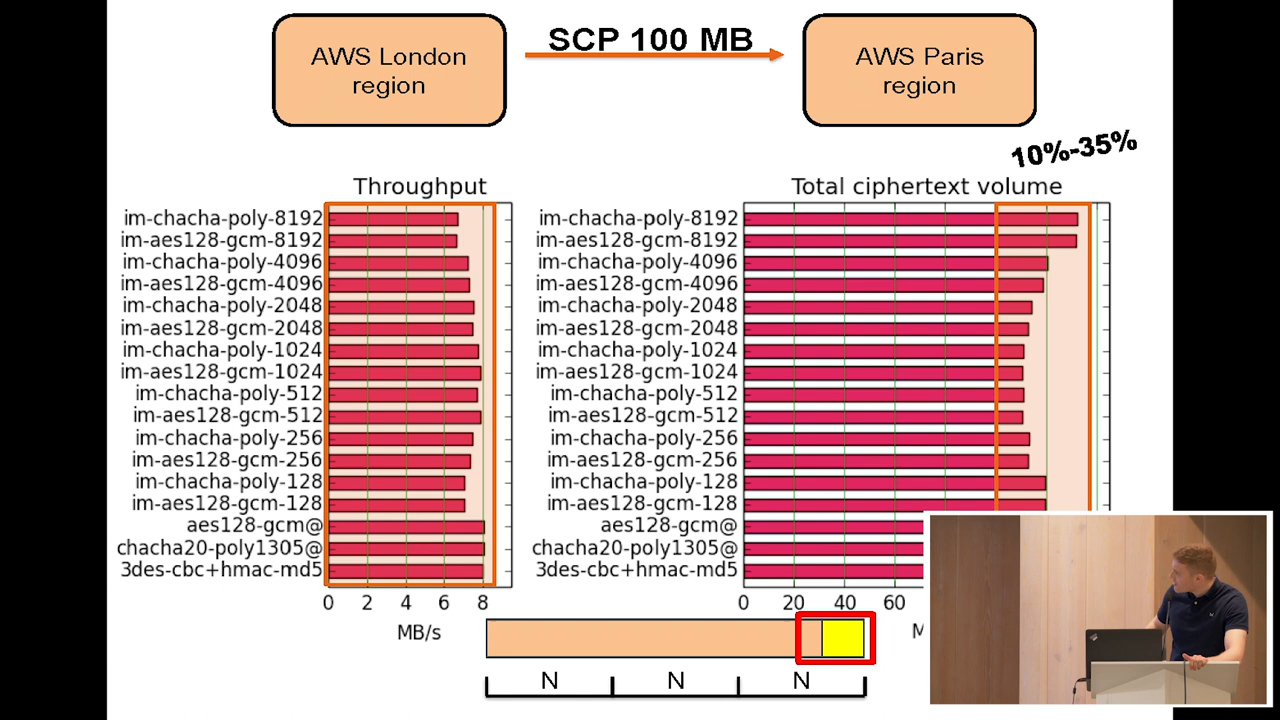 AWS London
region
SCP 100 MB
AWS Paris
region
10%-35%
Throughput
im-chacha-poly-8192
im-aes128-gcm-8192
im-chacha-poly-4096
im-aes128-gcm-4096
im-chacha-poly-2048
im-aes128-gcm-2048
im-chacha-poly-1024
im-aes128-gcm-1024
im-chacha-poly-512
im-aes128-gcm-512
im-chacha-poly-256
im-aes128-gcm-256
im-chacha-poly-128
im-aes128-gcm-128
aes128-gcm@
chacha20-poly1305@
3des-cbc+hmac-md5
0 2 4 6 8
MB/s
Total ciphertext volume
im-chacha-poly-8192
im-aes128-gcm-8192
im-chacha-poly-4096
im-aes128-gcm-4096
im-chacha-poly-2048
im-aes128-gcm-2048
im-chacha-poly-1024
im-aes128-gcm-1024
im-chacha-poly-512
im-aes128-gcm-512
im-chacha-poly-256
im-aes128-gcm-256
im-chacha-poly-128
im-aes128-gcm-128
aes128-gcm@
chacha20-poly1305@
3des-cbc+hmac-md5
0 20 40 60
N N N